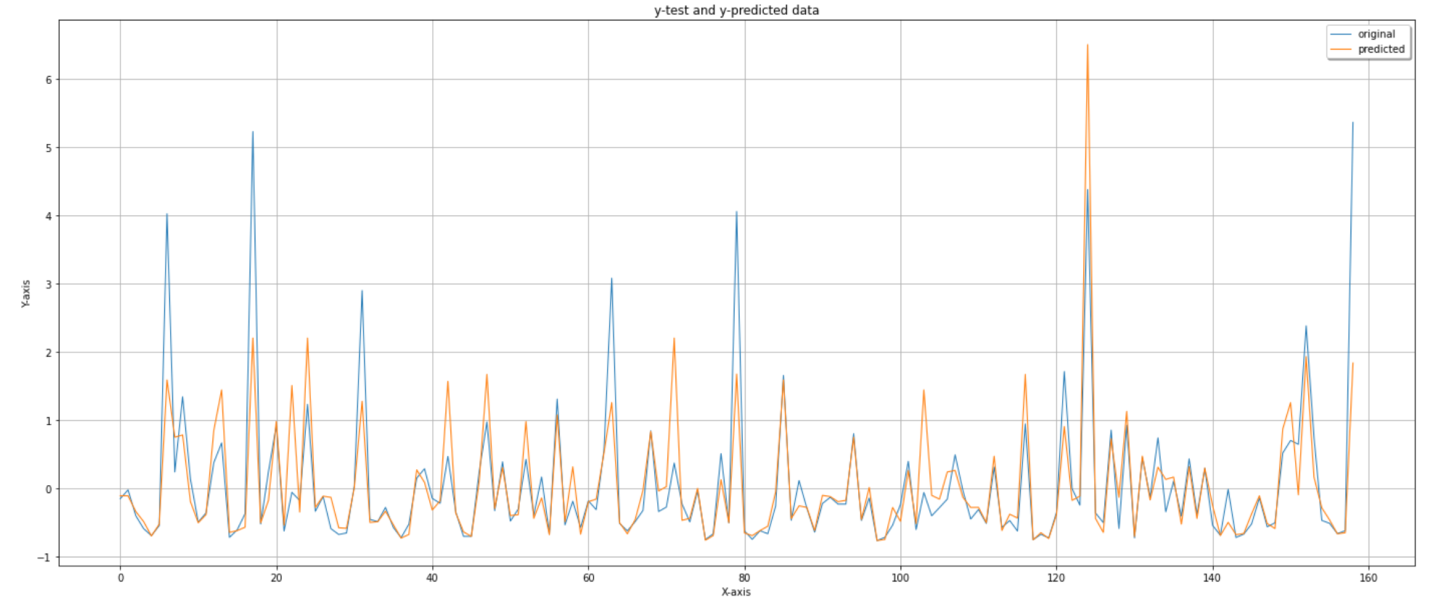 y-test and y-predicted data
original
predicted
6
5
4
3
2
1
0
−1
Y-axis
0 20 40 60 80 100 120 140 160
X-axis